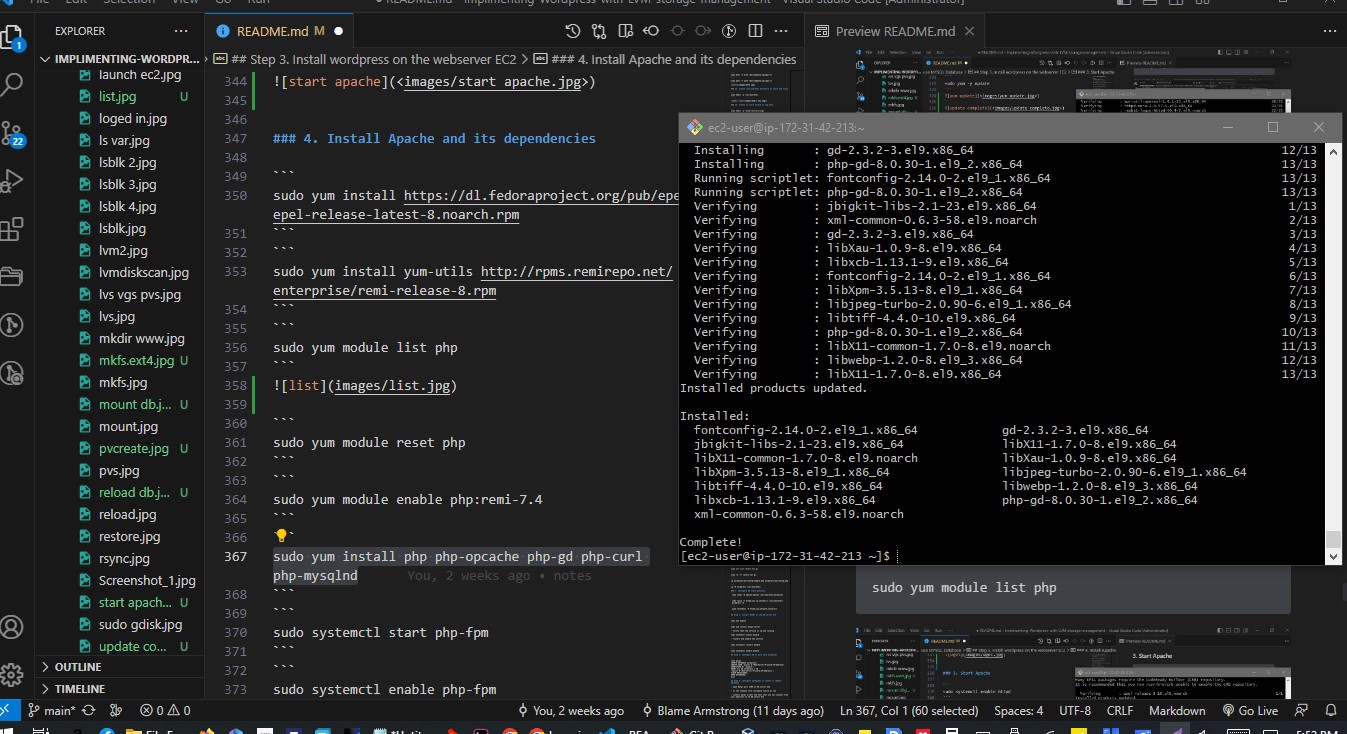 File Edit Selection View Go Run
README.md - Implimenting-Wordpress-with-LVM-storage-management - Visual Studio Code [Administrator]
EXPLORER
README.md M
Preview README.md
IMPLIMENTING-WORDPR...
## Step 3. Install wordpress on the webserver EC2 > ### 4. Install Apache and its dependencies
launch ec2.jpg
list.jpg U
loged in.jpg
ls var.jpg
lsblk 2.jpg
lsblk 3.jpg
lsblk 4.jpg
lsblk.jpg
lvm2.jpg
lvmdiskscan.jpg
lvs vgs pvs.jpg
lvs.jpg
mkdir www.jpg
mkfs.ext4.jpg U
mkfs.jpg
mount db.j... U
mount.jpg
pvcreate.jpg U
pvs.jpg
reload db.j... U
reload.jpg
restore.jpg
rsync.jpg
Screenshot_1.jpg
start apach... U
sudo gdisk.jpg
update co... U
OUTLINE
TIMELINE
1
22
344 ![start apache](<images/start apache.jpg>)
345
346
347 ### 4. Install Apache and its dependencies
348
349 ```
350 sudo yum install https://dl.fedoraproject.org/pub/epe
epel-release-latest-8.noarch.rpm
351 ```
352 ```
353 sudo yum install yum-utils http://rpms.remirepo.net/
enterprise/remi-release-8.rpm
354 ```
355 ```
356 sudo yum module list php
357 ```
358 ![list](images/list.jpg)
359
360 ```
361 sudo yum module reset php
362 ```
363 ```
364 sudo yum module enable php:remi-7.4
365 ```
366
367 sudo yum install php php-opcache php-gd php-curl
php-mysqlnd You, 2 weeks ago • notes
368 ```
369 ```
370 sudo systemctl start php-fpm
371 ```
372 ```
373 sudo systemctl enable php-fpm
ec2-user@ip-172-31-42-213:~
Installing : gd-2.3.2-3.el9.x86_64 12/13
Installing : php-gd-8.0.30-1.el9_2.x86_64 13/13
Running scriptlet: fontconfig-2.14.0-2.el9_1.x86_64 13/13
Running scriptlet: php-gd-8.0.30-1.el9_2.x86_64 13/13
Verifying : jbigkit-libs-2.1-23.el9.x86_64 1/13
Verifying : xml-common-0.6.3-58.el9.noarch 2/13
Verifying : gd-2.3.2-3.el9.x86_64 3/13
Verifying : libXau-1.0.9-8.el9.x86_64 4/13
Verifying : libxcb-1.13.1-9.el9.x86_64 5/13
Verifying : fontconfig-2.14.0-2.el9_1.x86_64 6/13
Verifying : libXpm-3.5.13-8.el9_1.x86_64 7/13
Verifying : libjpeg-turbo-2.0.90-6.el9_1.x86_64 8/13
Verifying : libtiff-4.4.0-10.el9.x86_64 9/13
Verifying : php-gd-8.0.30-1.el9_2.x86_64 10/13
Verifying : libX11-common-1.7.0-8.el9.noarch 11/13
Verifying : libwebp-1.2.0-8.el9_3.x86_64 12/13
Verifying : libX11-1.7.0-8.el9.x86_64 13/13
Installed products updated.
Installed:
fontconfig-2.14.0-2.el9_1.x86_64 gd-2.3.2-3.el9.x86_64
jbigkit-libs-2.1-23.el9.x86_64 libX11-1.7.0-8.el9.x86_64
libX11-common-1.7.0-8.el9.noarch libXau-1.0.9-8.el9.x86_64
libXpm-3.5.13-8.el9_1.x86_64 libjpeg-turbo-2.0.90-6.el9_1.x86_64
libtiff-4.4.0-10.el9.x86_64 libwebp-1.2.0-8.el9_3.x86_64
libxcb-1.13.1-9.el9.x86_64 php-gd-8.0.30-1.el9_2.x86_64
xml-common-0.6.3-58.el9.noarch
Complete!
[ec2-user@ip-172-31-42-213 ~]$
sudo yum module list php
main* 0 0 You, 2 weeks ago Blame Armstrong (11 days ago) Ln 367, Col 1 (60 selected) Spaces: 4 UTF-8 CRLF Markdown Go Live